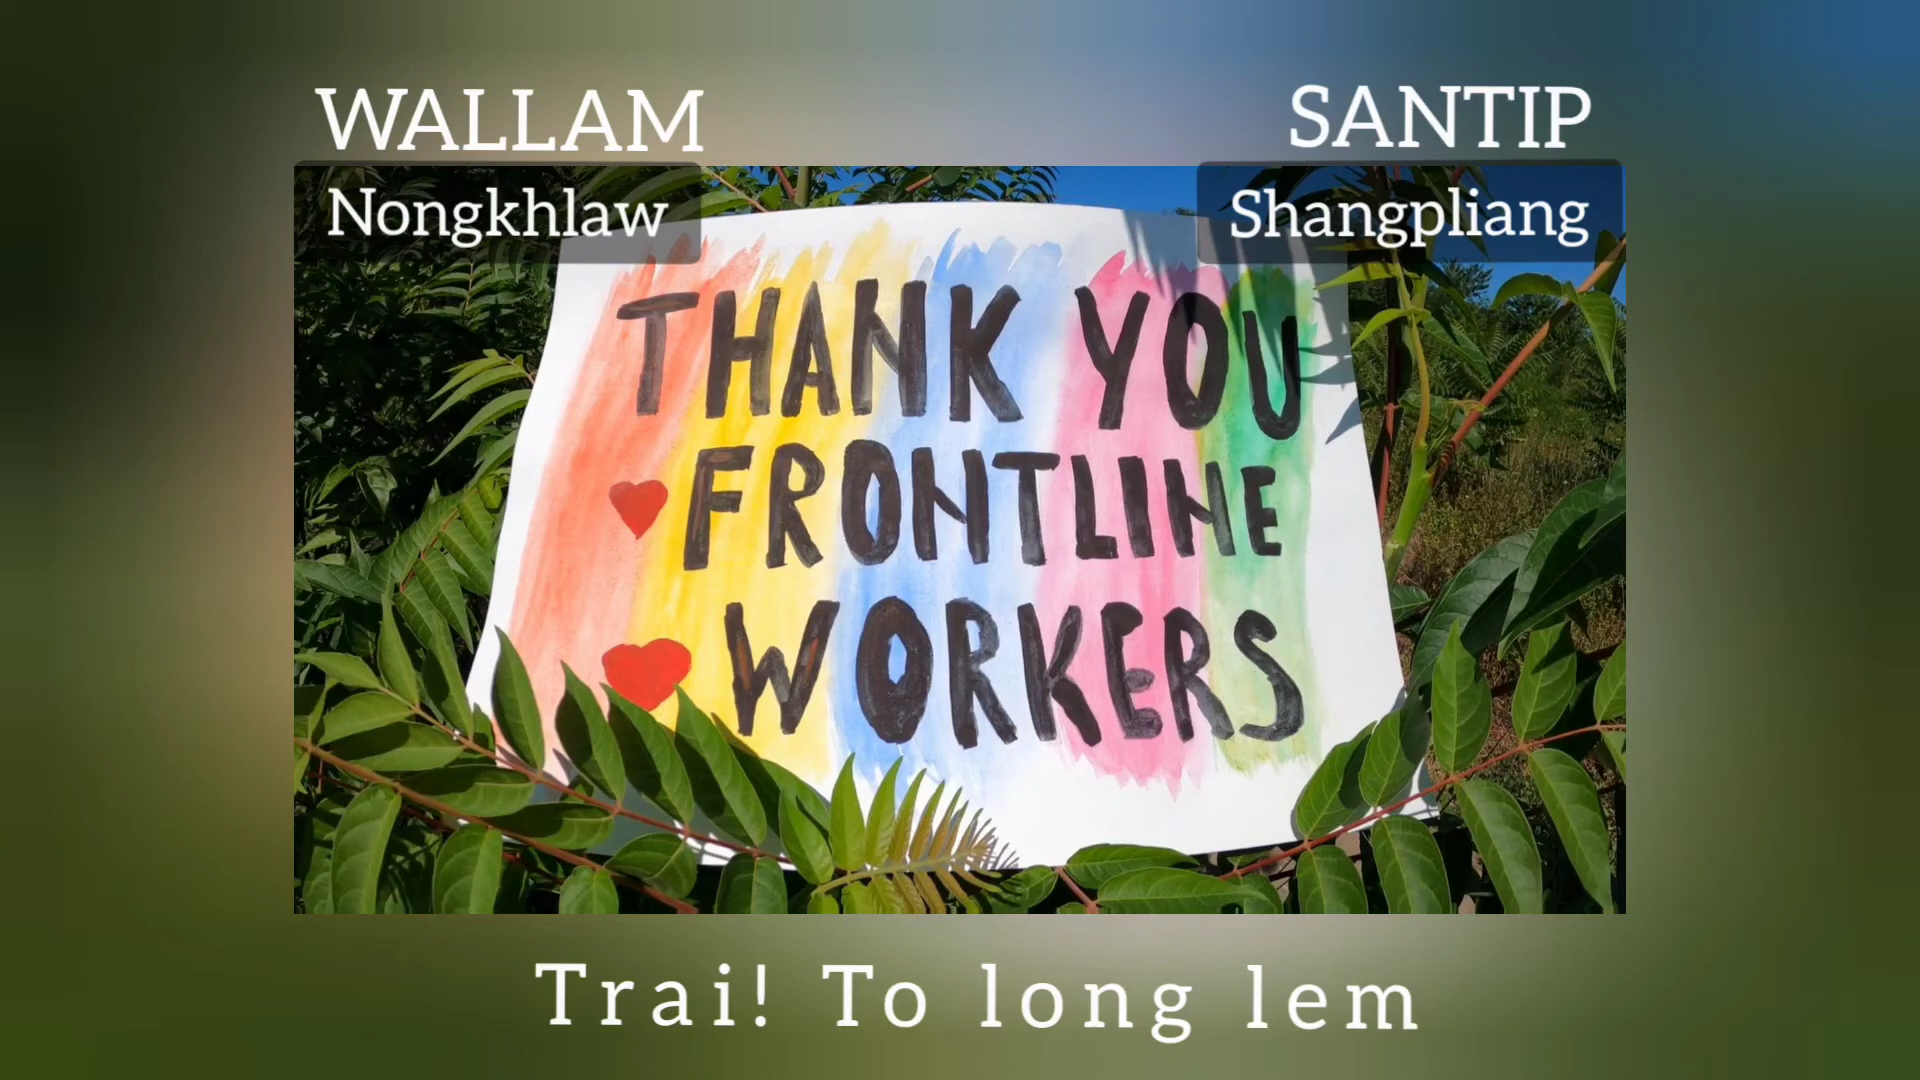 WALLAM
Nongkhlaw
SANTIP
Shangpliang
THANK YOU
FRONTLINE
WORKERS
Trai! To long lem